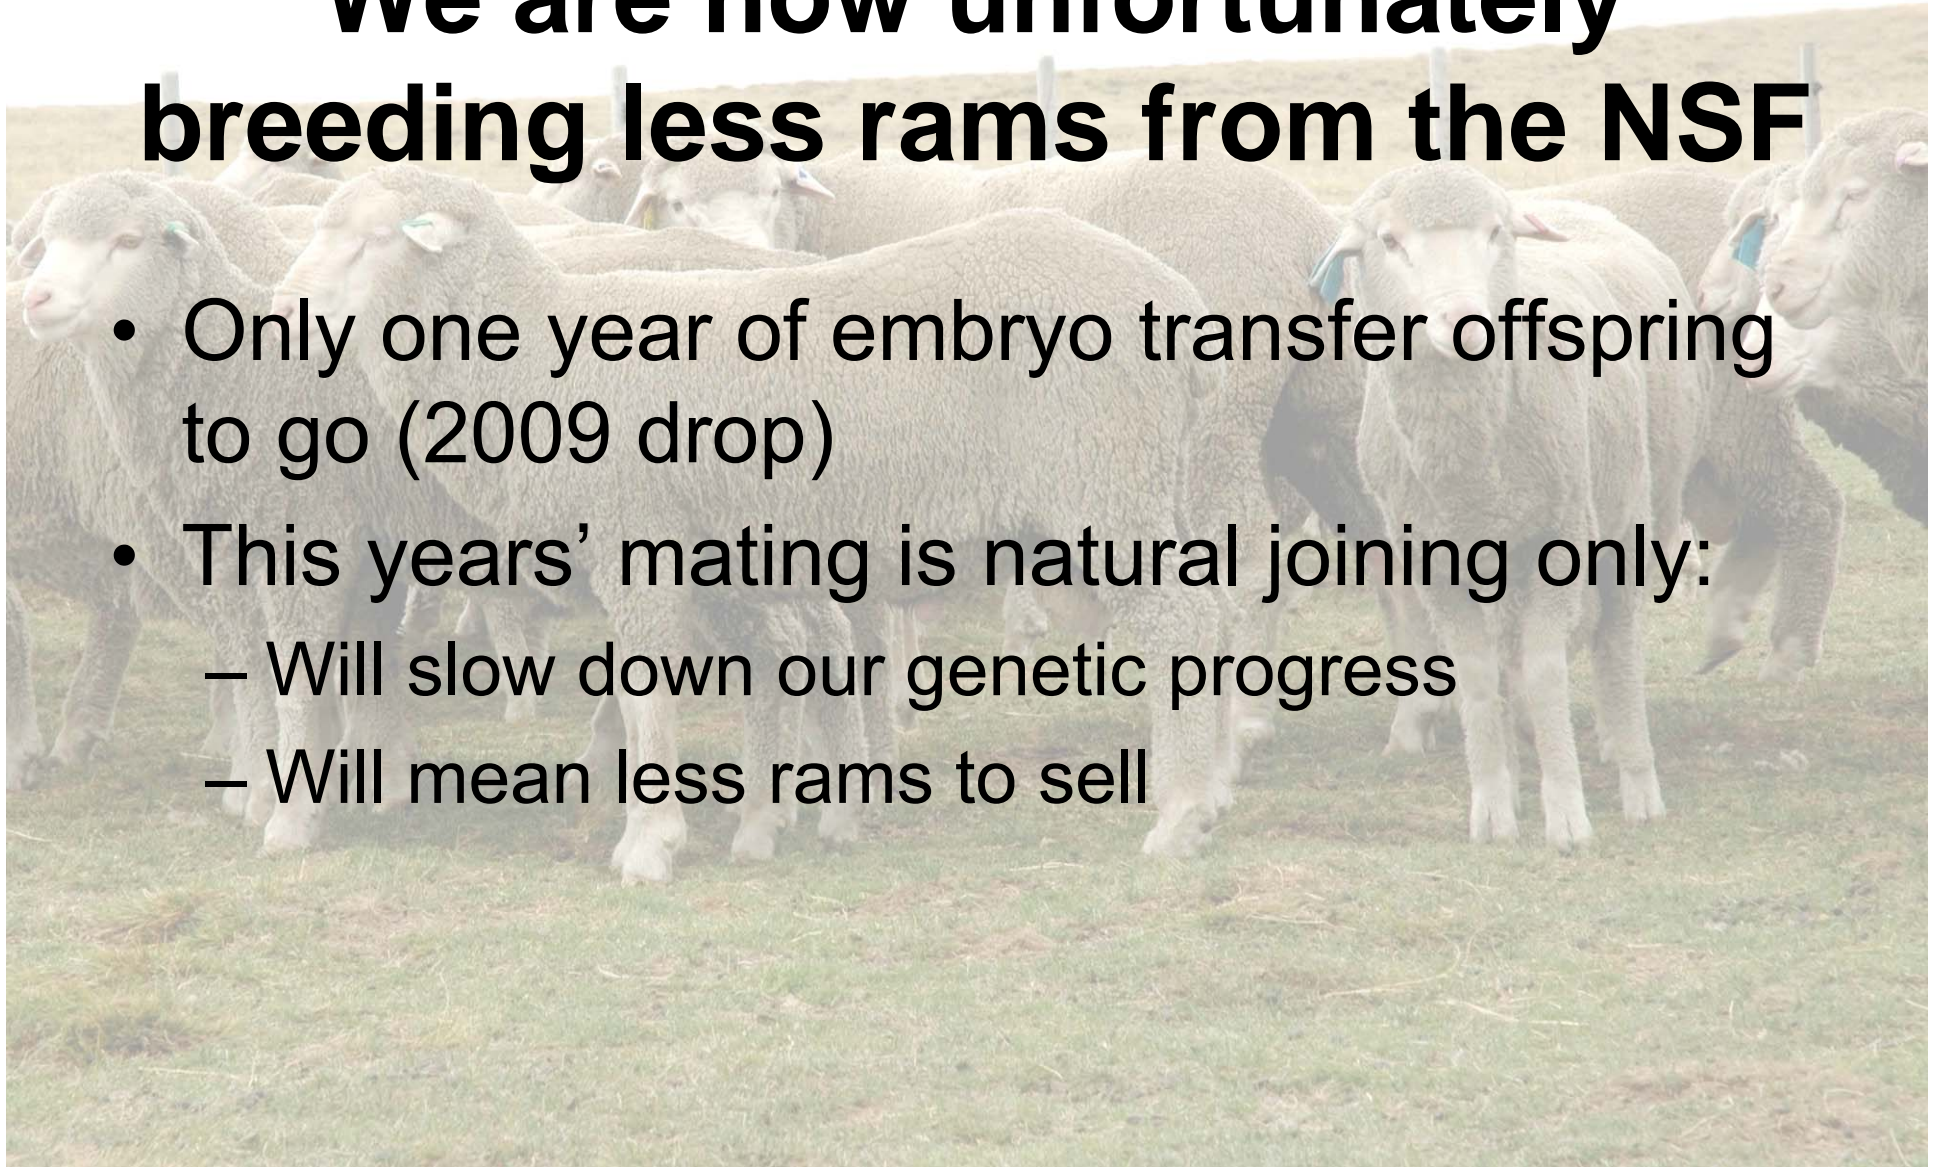 We are now unfortunately
breeding less rams from the NSF
• Only one year of embryo transfer offspring
to go (2009 drop)
• This years’ mating is natural joining only:
– Will slow down our genetic progress
– Will mean less rams to sell